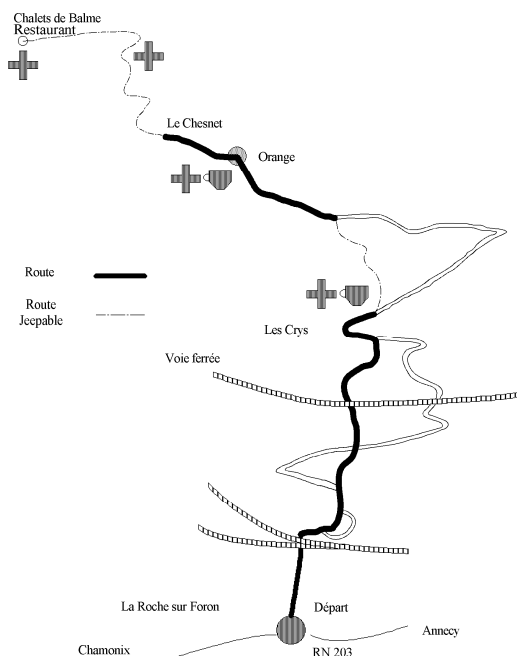 Chalets de Balme
Restaurant
Le Chesnet
Orange
Route
Route
Jeepable
Les Crys
Voie ferrée
La Roche sur Foron
Départ
Annecy
Chamonix
RN 203